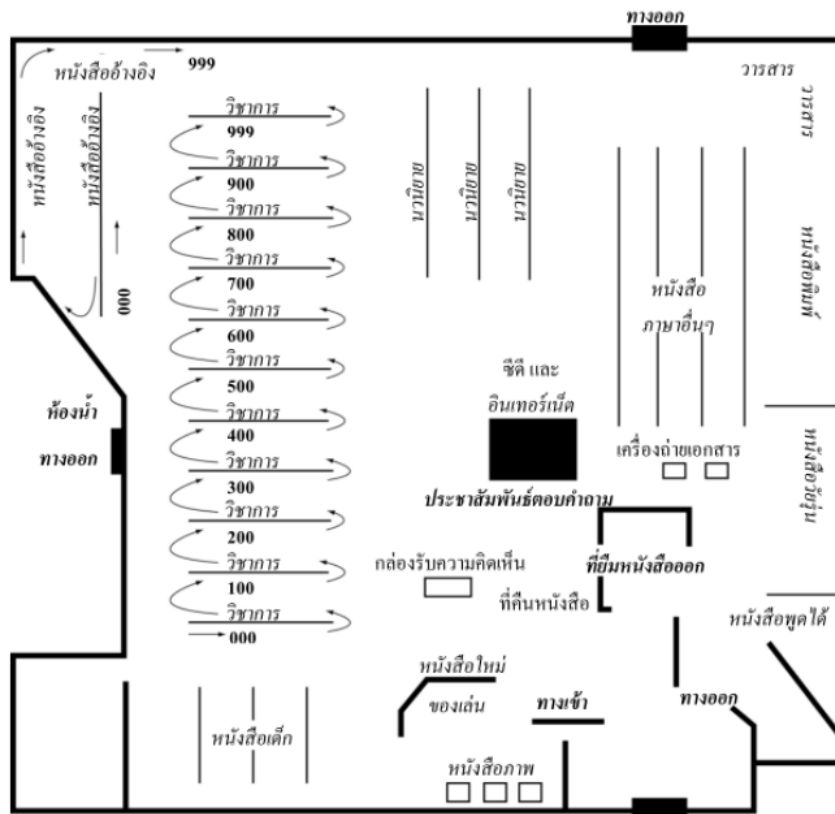 ทางออก
หนังสืออ้างอิง
999
วารสาร
วารสาร
หนังสืออ้างอิง
หนังสืออ้างอิง
000
วิชาการ
999
วิชาการ
900
วิชาการ
800
วิชาการ
700
วิชาการ
600
วิชาการ
500
วิชาการ
400
วิชาการ
300
วิชาการ
200
วิชาการ
100
วิชาการ
000
นวนิยาย
นวนิยาย
นวนิยาย
หนังสือ
ภาษาอื่นๆ
หนังสือพิมพ์
ห้องน้ำ
ทางออก
ซีดี และ
อินเทอร์เน็ต
ประชาสัมพันธ์ตอบคำถาม
เครื่องถ่ายเอกสาร
หนังสือวัยรุ่น
กล่องรับความคิดเห็น
ที่ยืมหนังสือออก
ที่คืนหนังสือ
หนังสือพูดได้
หนังสือใหม่
ของเล่น
ทางเข้า
ทางออก
หนังสือเด็ก
หนังสือภาพ